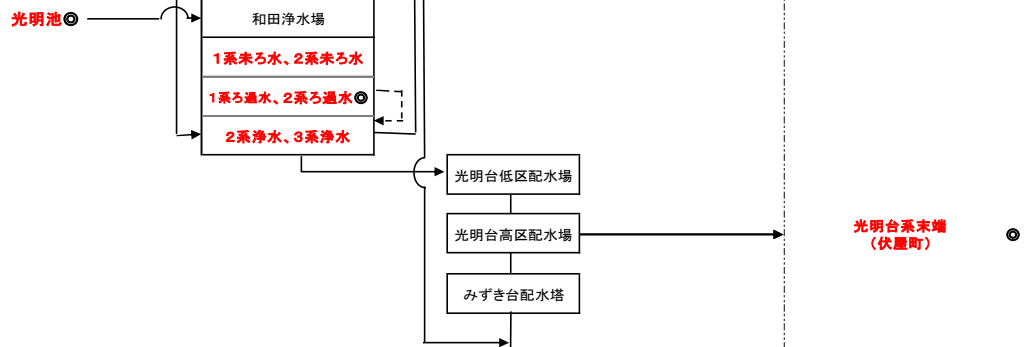 光明池◎
和田浄水場
1系未ろ水、2系未ろ水
1系ろ過水、2系ろ過水◎
2系浄水、3系浄水
光明台低区配水場
光明台高区配水場
光明台系末端
（伏屋町）
◎
みずき台配水塔